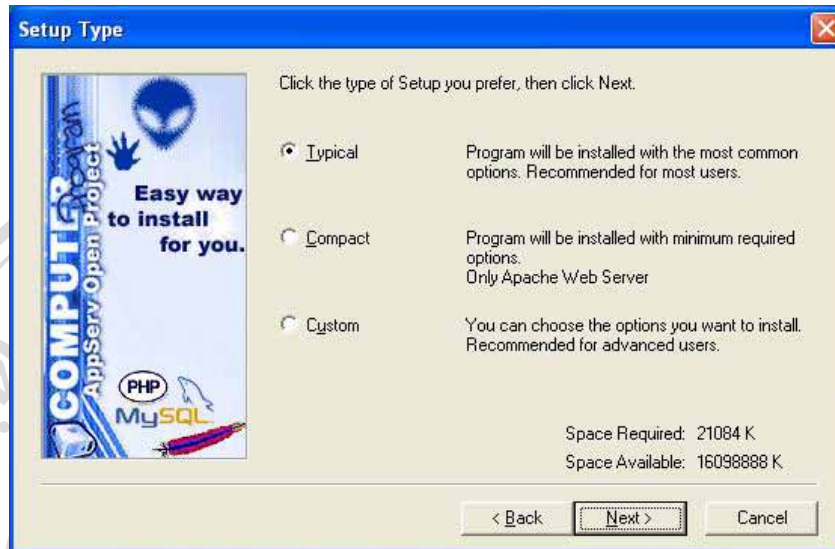 Setup Type
COMPUTER
Program
AppServ Open Project
Easy way
to install
for you.
PHP
MySQL
Click the type of Setup you prefer, then click Next.
Typical
Program will be installed with the most common
options. Recommended for most users.
Compact
Program will be installed with minimum required
options.
Only Apache Web Server
Custom
You can choose the options you want to install.
Recommended for advanced users.
Space Required: 21084 K
Space Available: 16098888 K
< Back
Next >
Cancel